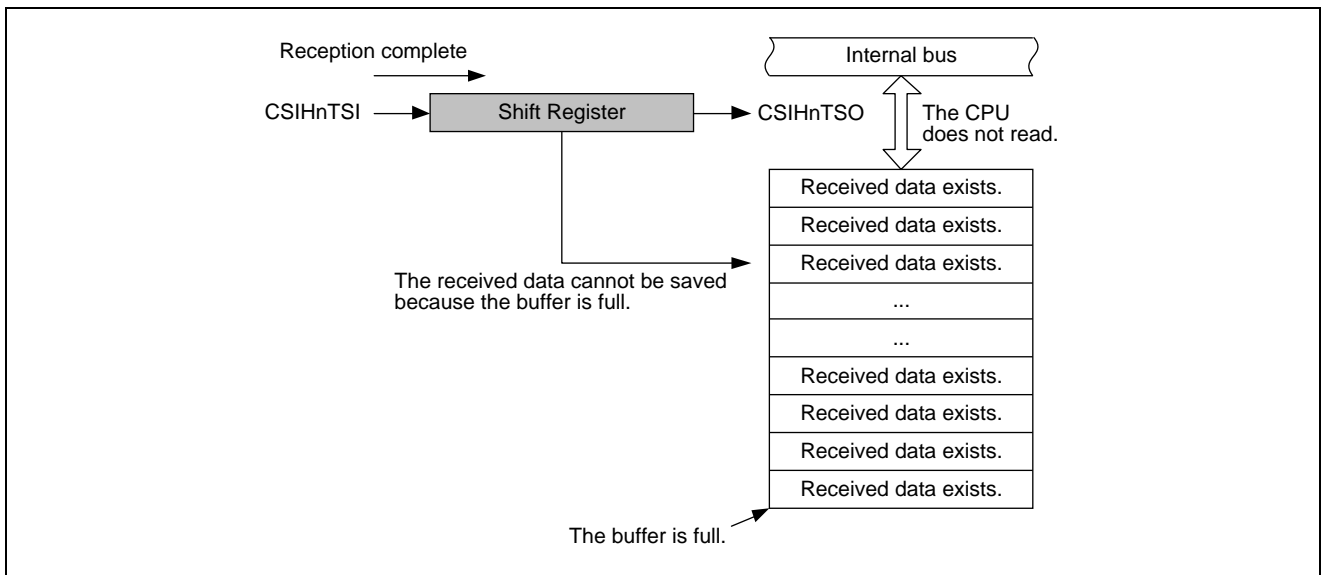 Reception complete
Internal bus
CSIHnTSI
Shift Register
CSIHnTSO
The CPU
does not read.
Received data exists.
Received data exists.
Received data exists.
The received data cannot be saved
because the buffer is full.
...
...
Received data exists.
Received data exists.
Received data exists.
Received data exists.
The buffer is full.